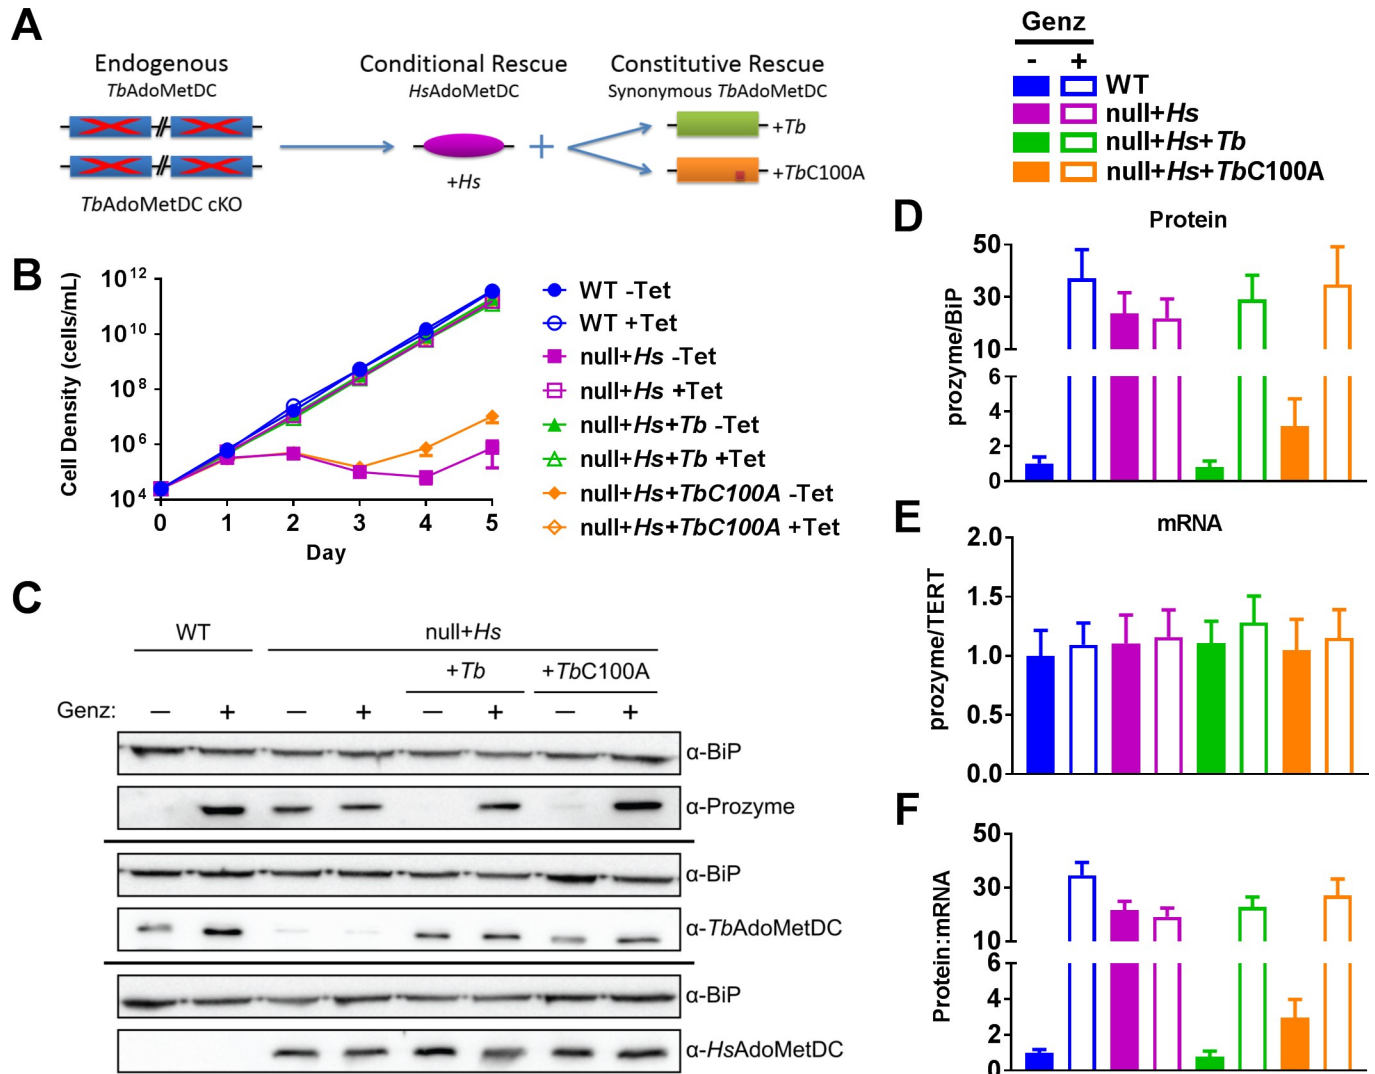 A
Endogenous
TbAdoMetDC
TbAdoMetDC cKO
Conditional Rescue
HsAdoMetDC
+Hs
Constitutive Rescue
Synonymous TbAdoMetDC
+Tb
+TbC100A
Genz
- +
WT
null+Hs
null+Hs+Tb
null+Hs+TbC100A
B
Cell Density (cells/mL)
10^12
10^10
10^8
10^6
10^4
0 1 2 3 4 5
Day
WT -Tet
WT +Tet
null+Hs -Tet
null+Hs +Tet
null+Hs+Tb -Tet
null+Hs+Tb +Tet
null+Hs+TbC100A -Tet
null+Hs+TbC100A +Tet
C
WT null+Hs
+Tb +TbC100A
Genz: — + — + — + — +
α-BiP
α-Prozyme
α-BiP
α-TbAdoMetDC
α-BiP
α-HsAdoMetDC
D
Protein
prozyme/BiP
50
30
10
6
4
2
0
E
mRNA
prozyme/TERT
2.0
1.5
1.0
0.5
0.0
F
Protein:mRNA
50
30
10
6
4
2
0